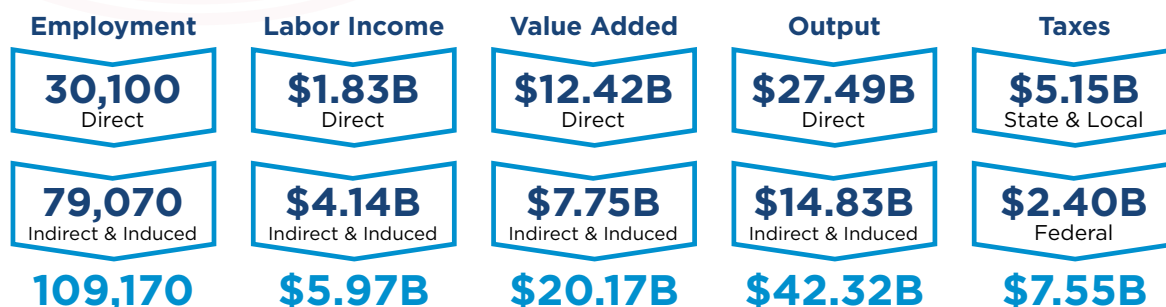 Employment
30,100
Direct
79,070
Indirect & Induced
109,170
Labor Income
$1.83B
Direct
$4.14B
Indirect & Induced
$5.97B
Value Added
$12.42B
Direct
$7.75B
Indirect & Induced
$20.17B
Output
$27.49B
Direct
$14.83B
Indirect & Induced
$42.32B
Taxes
$5.15B
State & Local
$2.40B
Federal
$7.55B